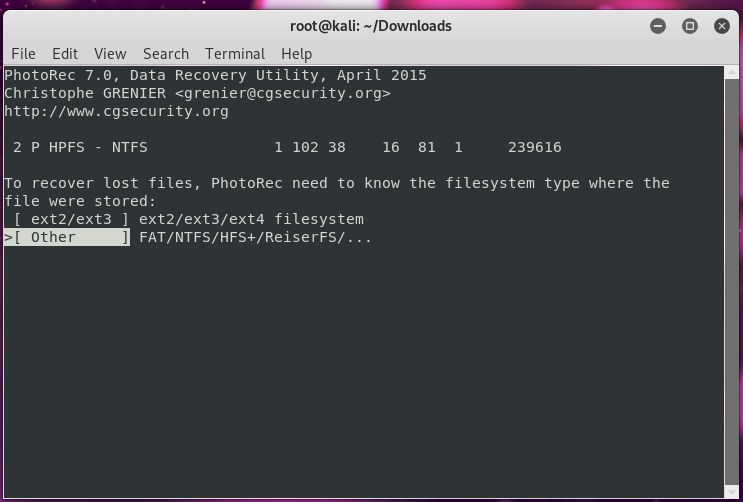 root@kali: ~/Downloads
File Edit View Search Terminal Help
PhotoRec 7.0, Data Recovery Utility, April 2015
Christophe GRENIER <grenier@cgsecurity.org>
http://www.cgsecurity.org
2 P HPFS - NTFS 1 102 38 16 81 1 239616
To recover lost files, PhotoRec need to know the filesystem type where the
file were stored:
[ ext2/ext3 ] ext2/ext3/ext4 filesystem
>[ Other ] FAT/NTFS/HFS+/ReiserFS/...